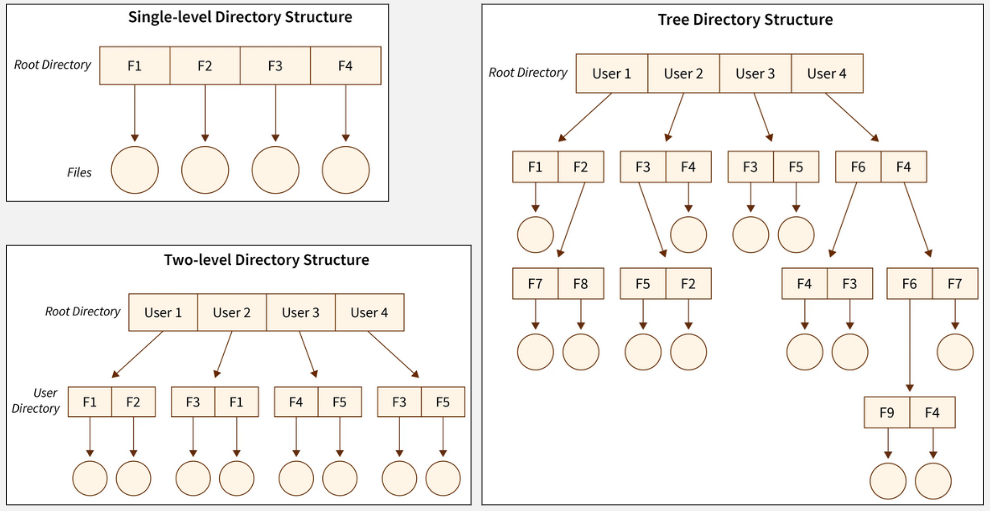 Single-level Directory Structure
Root Directory F1 F2 F3 F4
Files
Two-level Directory Structure
Root Directory User 1 User 2 User 3 User 4
User
Directory
F1 F2 F3 F1 F4 F5 F3 F5
Tree Directory Structure
Root Directory User 1 User 2 User 3 User 4
F1 F2 F3 F4 F3 F5 F6 F4
F7 F8 F5 F2 F4 F3 F6 F7
F9 F4